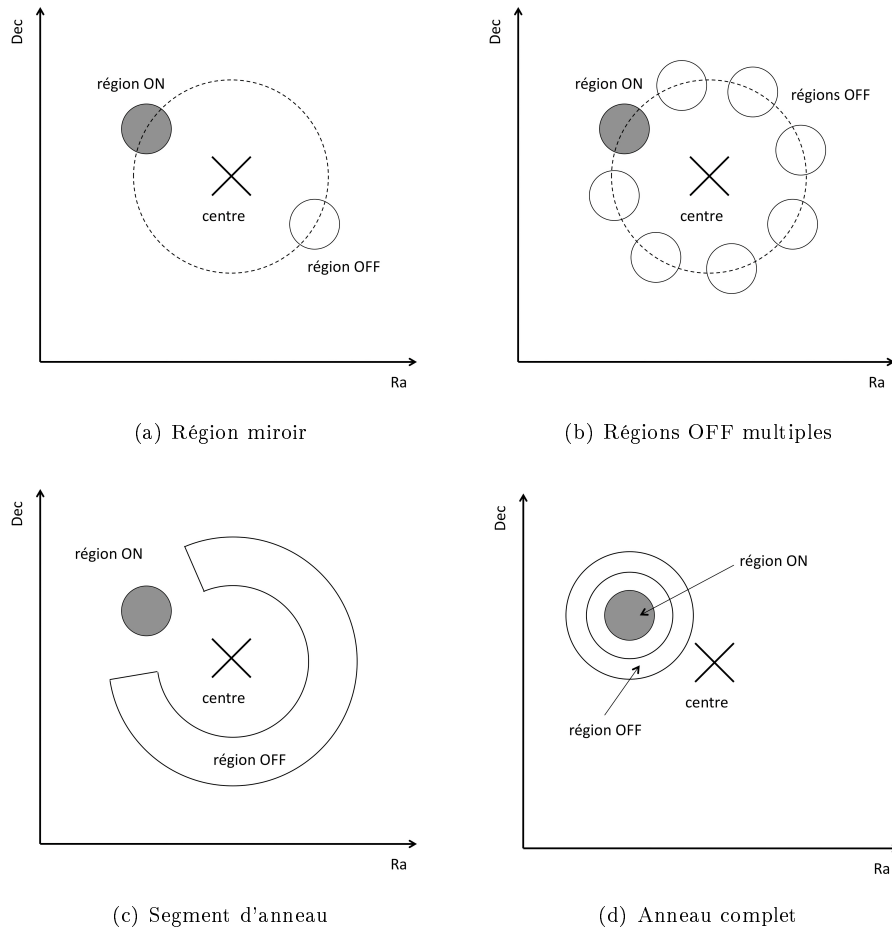 Dec
région ON
centre
région OFF
Ra
(a) Région miroir
Dec
région ON
régions OFF
centre
Ra
(b) Régions OFF multiples
Dec
région ON
centre
région OFF
Ra
(c) Segment d'anneau
Dec
région ON
centre
région OFF
Ra
(d) Anneau complet